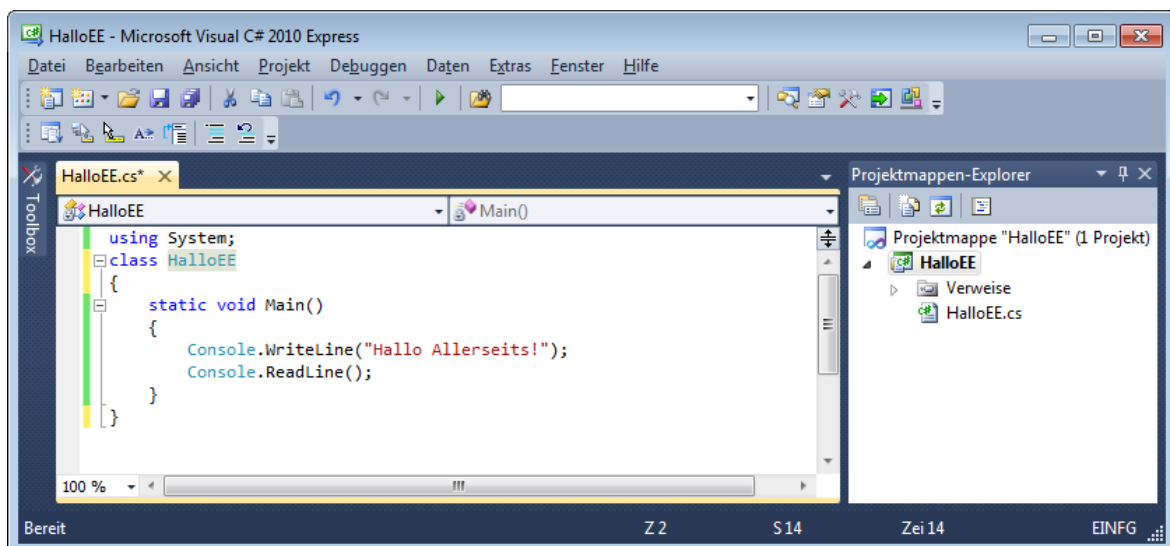 HalloEE - Microsoft Visual C# 2010 Express
Datei Bearbeiten Ansicht Projekt Debuggen Daten Extras Fenster Hilfe
Toolbox
HalloEE.cs*
HalloEE Main()
using System;
class HalloEE
{
static void Main()
{
Console.WriteLine("Hallo Allerseits!");
Console.ReadLine();
}
}
100 %
Projektmappen-Explorer
Projektmappe "HalloEE" (1 Projekt)
HalloEE
Verweise
HalloEE.cs
Bereit Z 2 S 14 Zei 14 EINFG